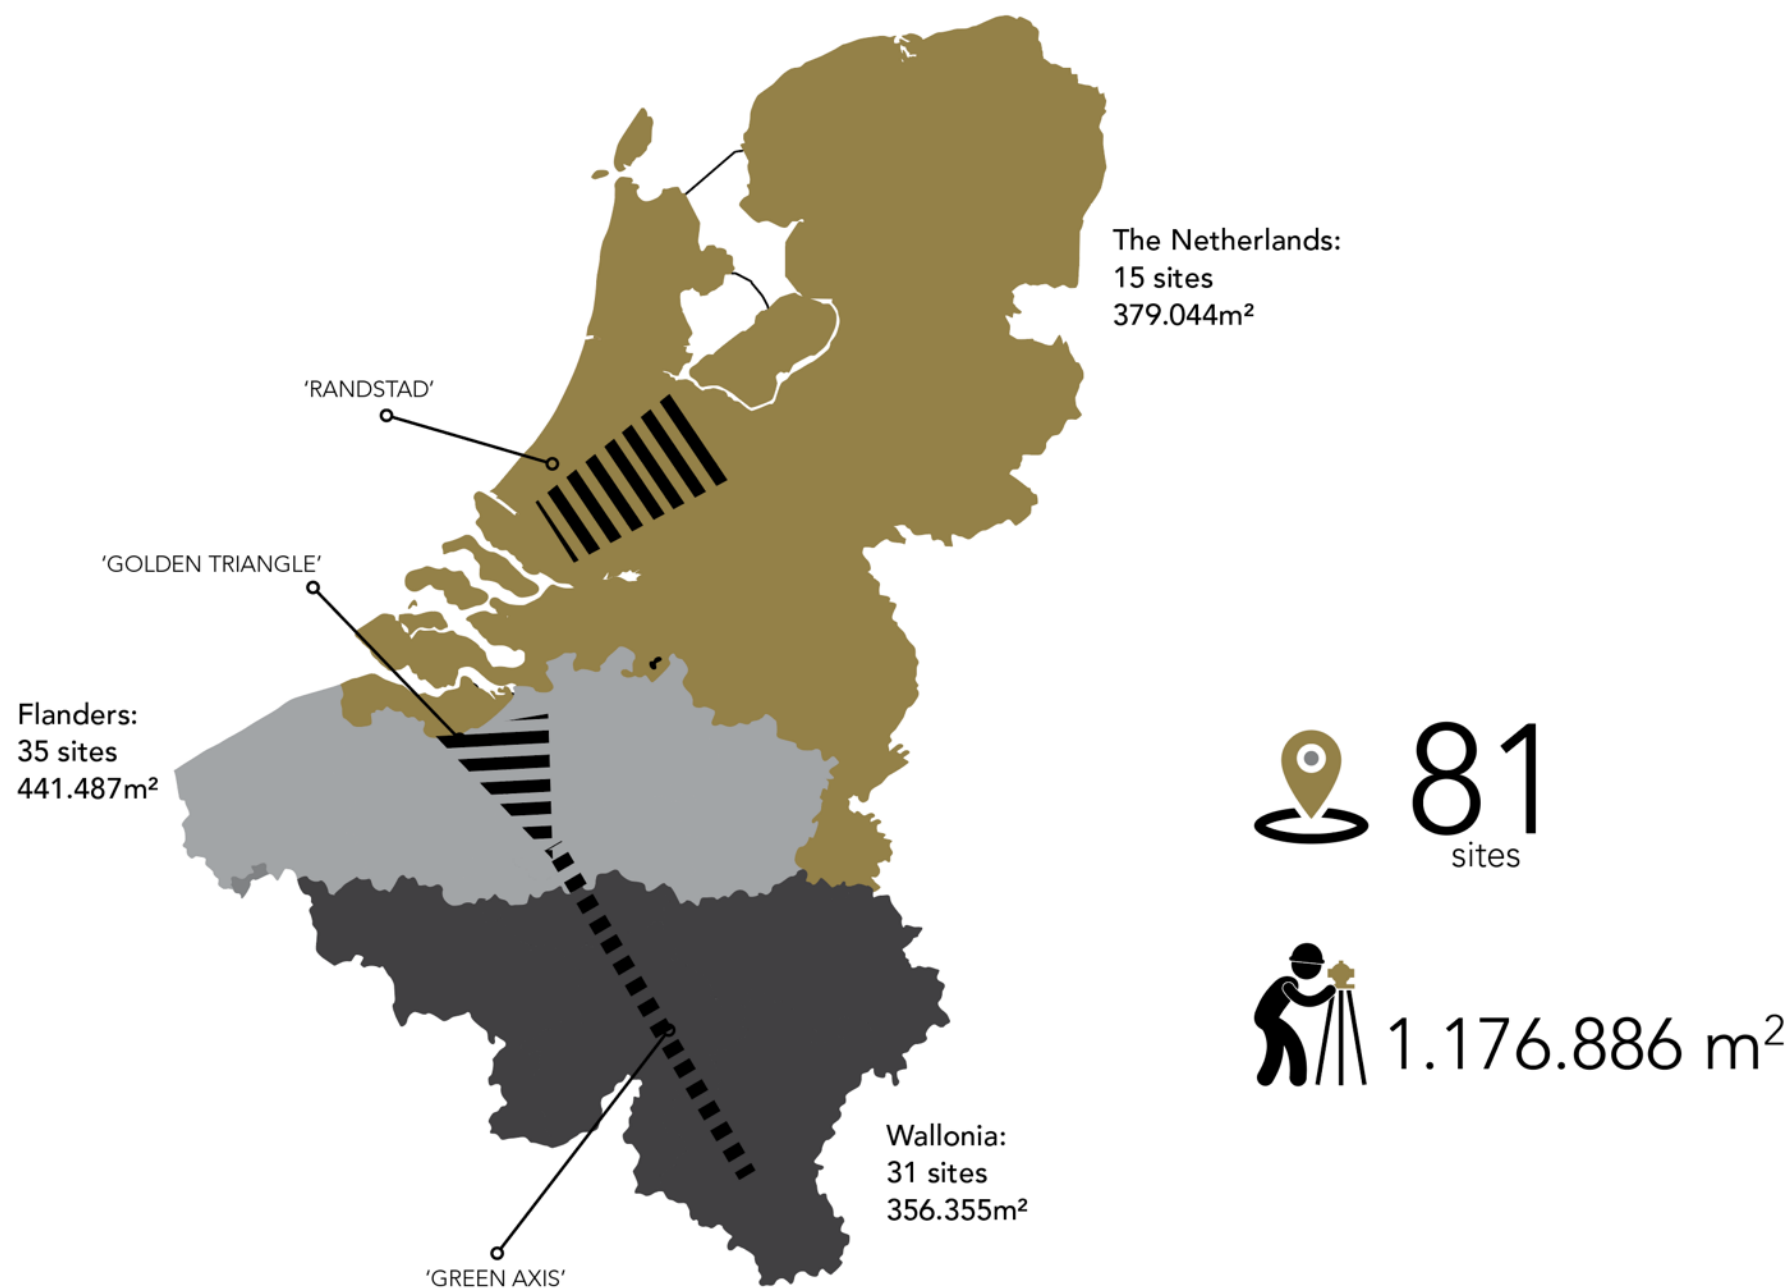 The Netherlands:
15 sites
379.044m²
'RANDSTAD'
'GOLDEN TRIANGLE'
Flanders:
35 sites
441.487m²
81
sites
1.176.886 m²
Wallonia:
31 sites
356.355m²
'GREEN AXIS'